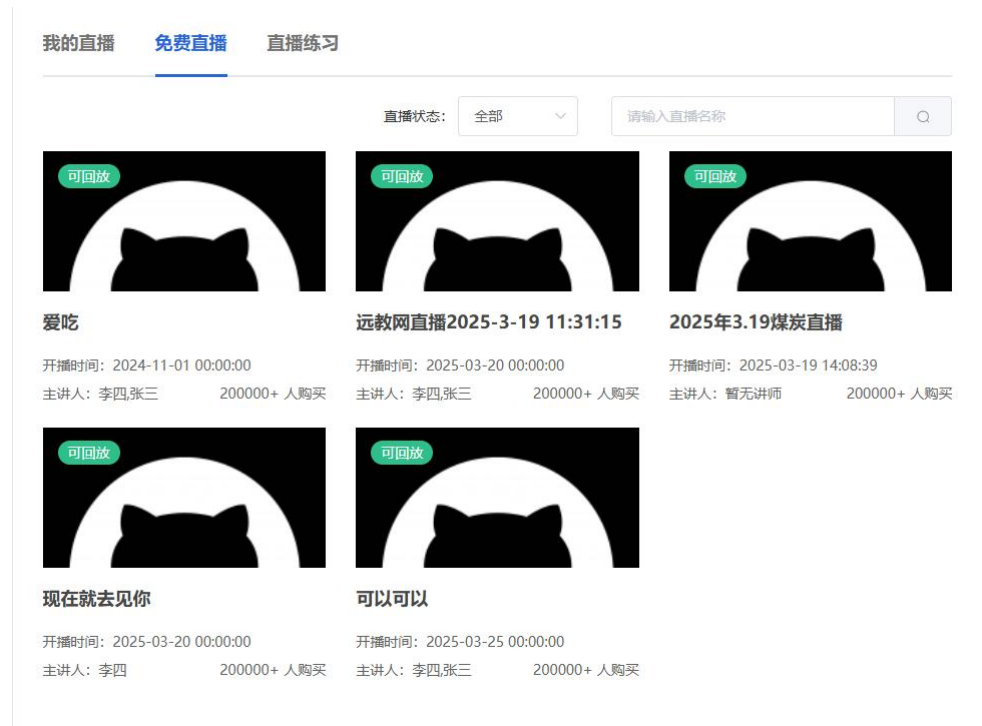 我的直播 免费直播 直播练习
直播状态: 全部 请输入直播名称
可回放 可回放 可回放
爱吃 远教网直播2025-3-19 11:31:15 2025年3.19煤炭直播
开播时间: 2024-11-01 00:00:00 开播时间: 2025-03-20 00:00:00 开播时间: 2025-03-19 14:08:39
主讲人: 李四,张三 200000+ 人购买 主讲人: 李四,张三 200000+ 人购买 主讲人: 暂无讲师 200000+ 人购买
可回放 可回放
现在就去见你 可以可以
开播时间: 2025-03-20 00:00:00 开播时间: 2025-03-25 00:00:00
主讲人: 李四 200000+ 人购买 主讲人: 李四,张三 200000+ 人购买